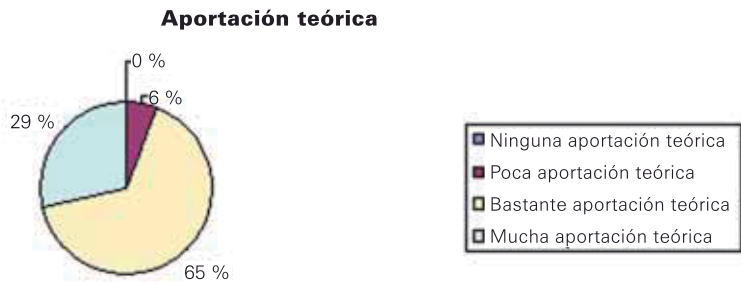 Aportación teórica
0 %
6 %
29 %
65 %
Ninguna aportación teórica
Poca aportación teórica
Bastante aportación teórica
Mucha aportación teórica